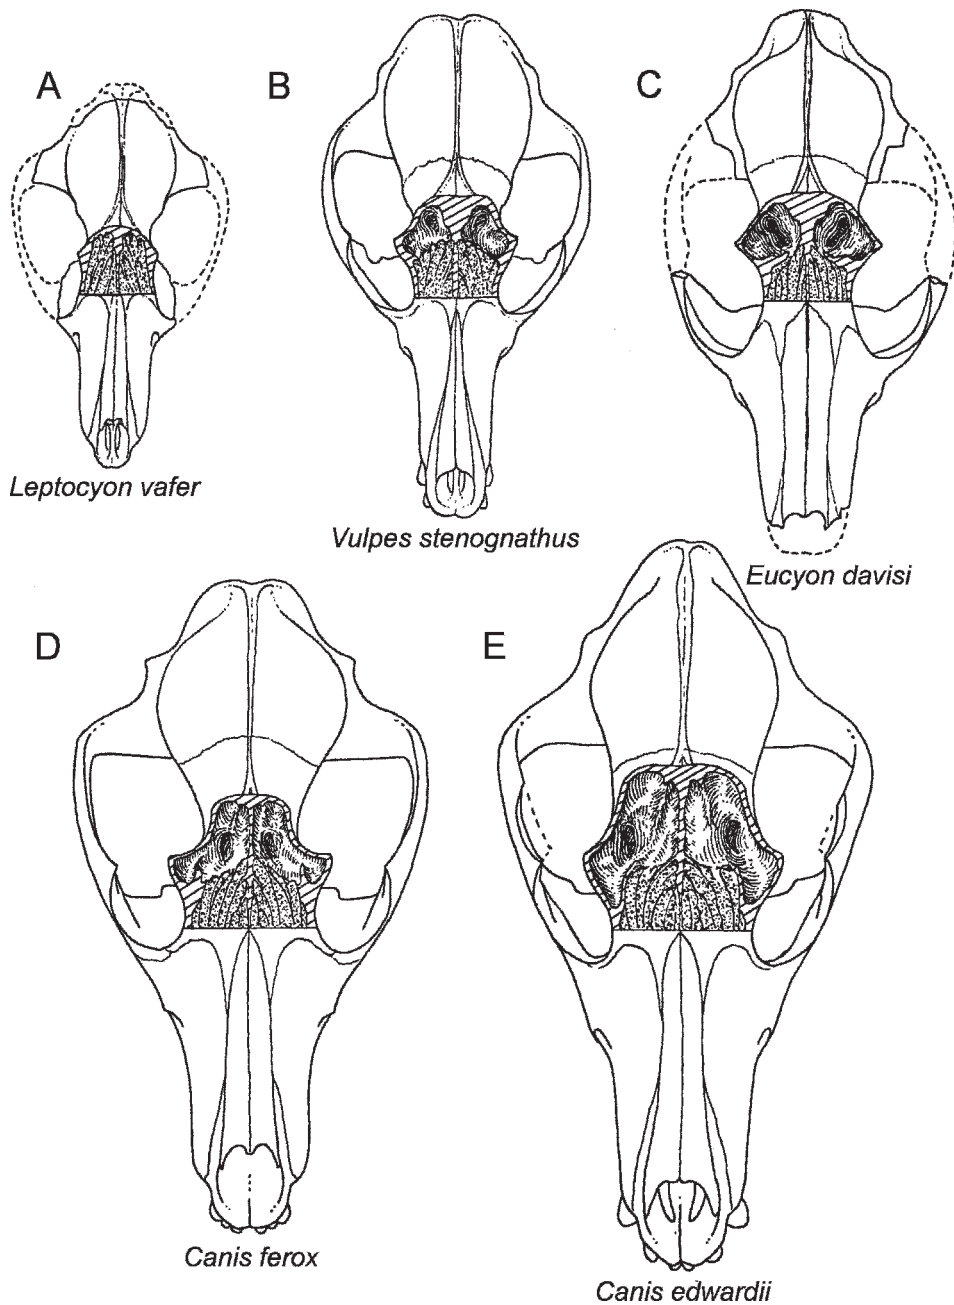 A
B
C
Leptocyon vafer
Vulpes stenognathus
Eucyon davisi
D
E
Canis ferox
Canis edwardii